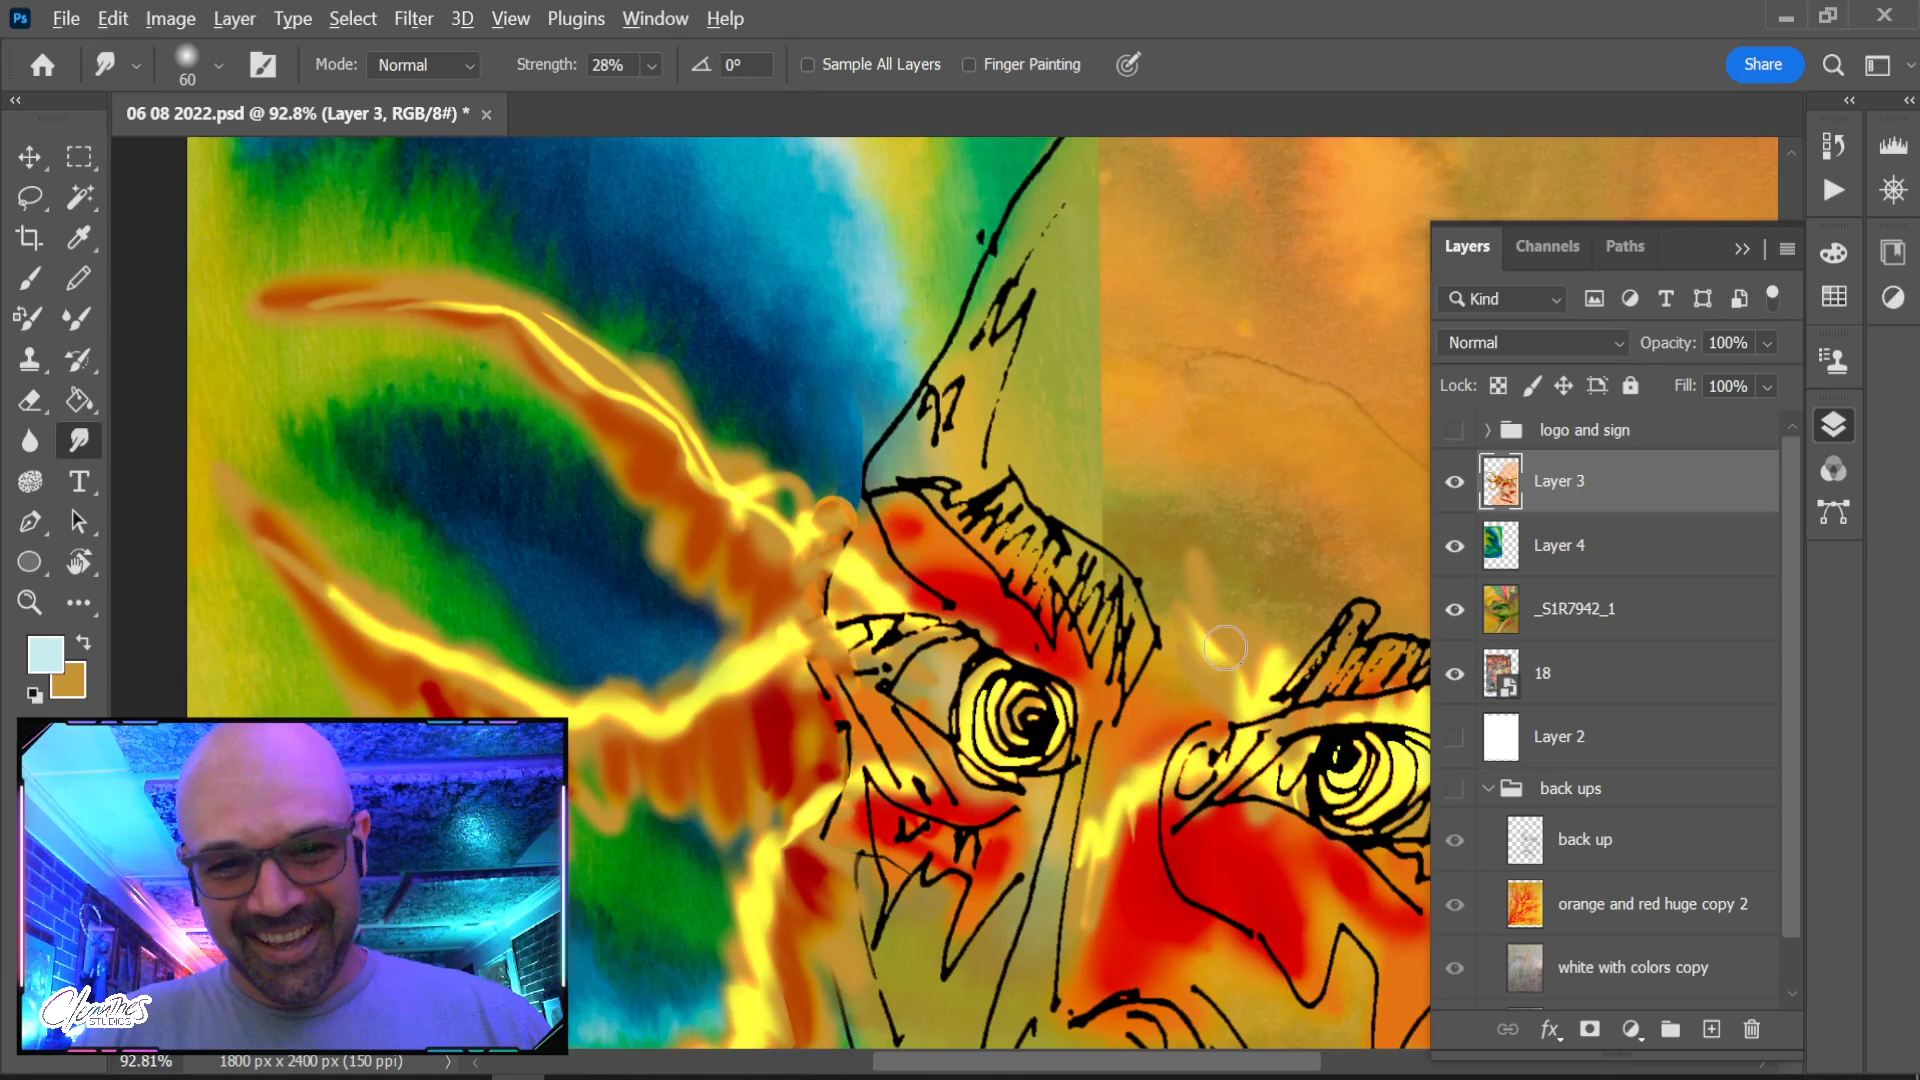 Ps File Edit Image Layer Type Select Filter 3D View Plugins Window Help
60 Mode: Normal Strength: 28% 0° Sample All Layers Finger Painting Share
06 08 2022.psd @ 92.8% (Layer 3, RGB/8#) *
Layers Channels Paths
Kind
Normal Opacity: 100%
Lock: Fill: 100%
logo and sign
Layer 3
Layer 4
_S1R7942_1
18
Layer 2
back ups
back up
orange and red huge copy 2
white with colors copy
STUDIOS
92.81% 1800 px x 2400 px (150 ppi)